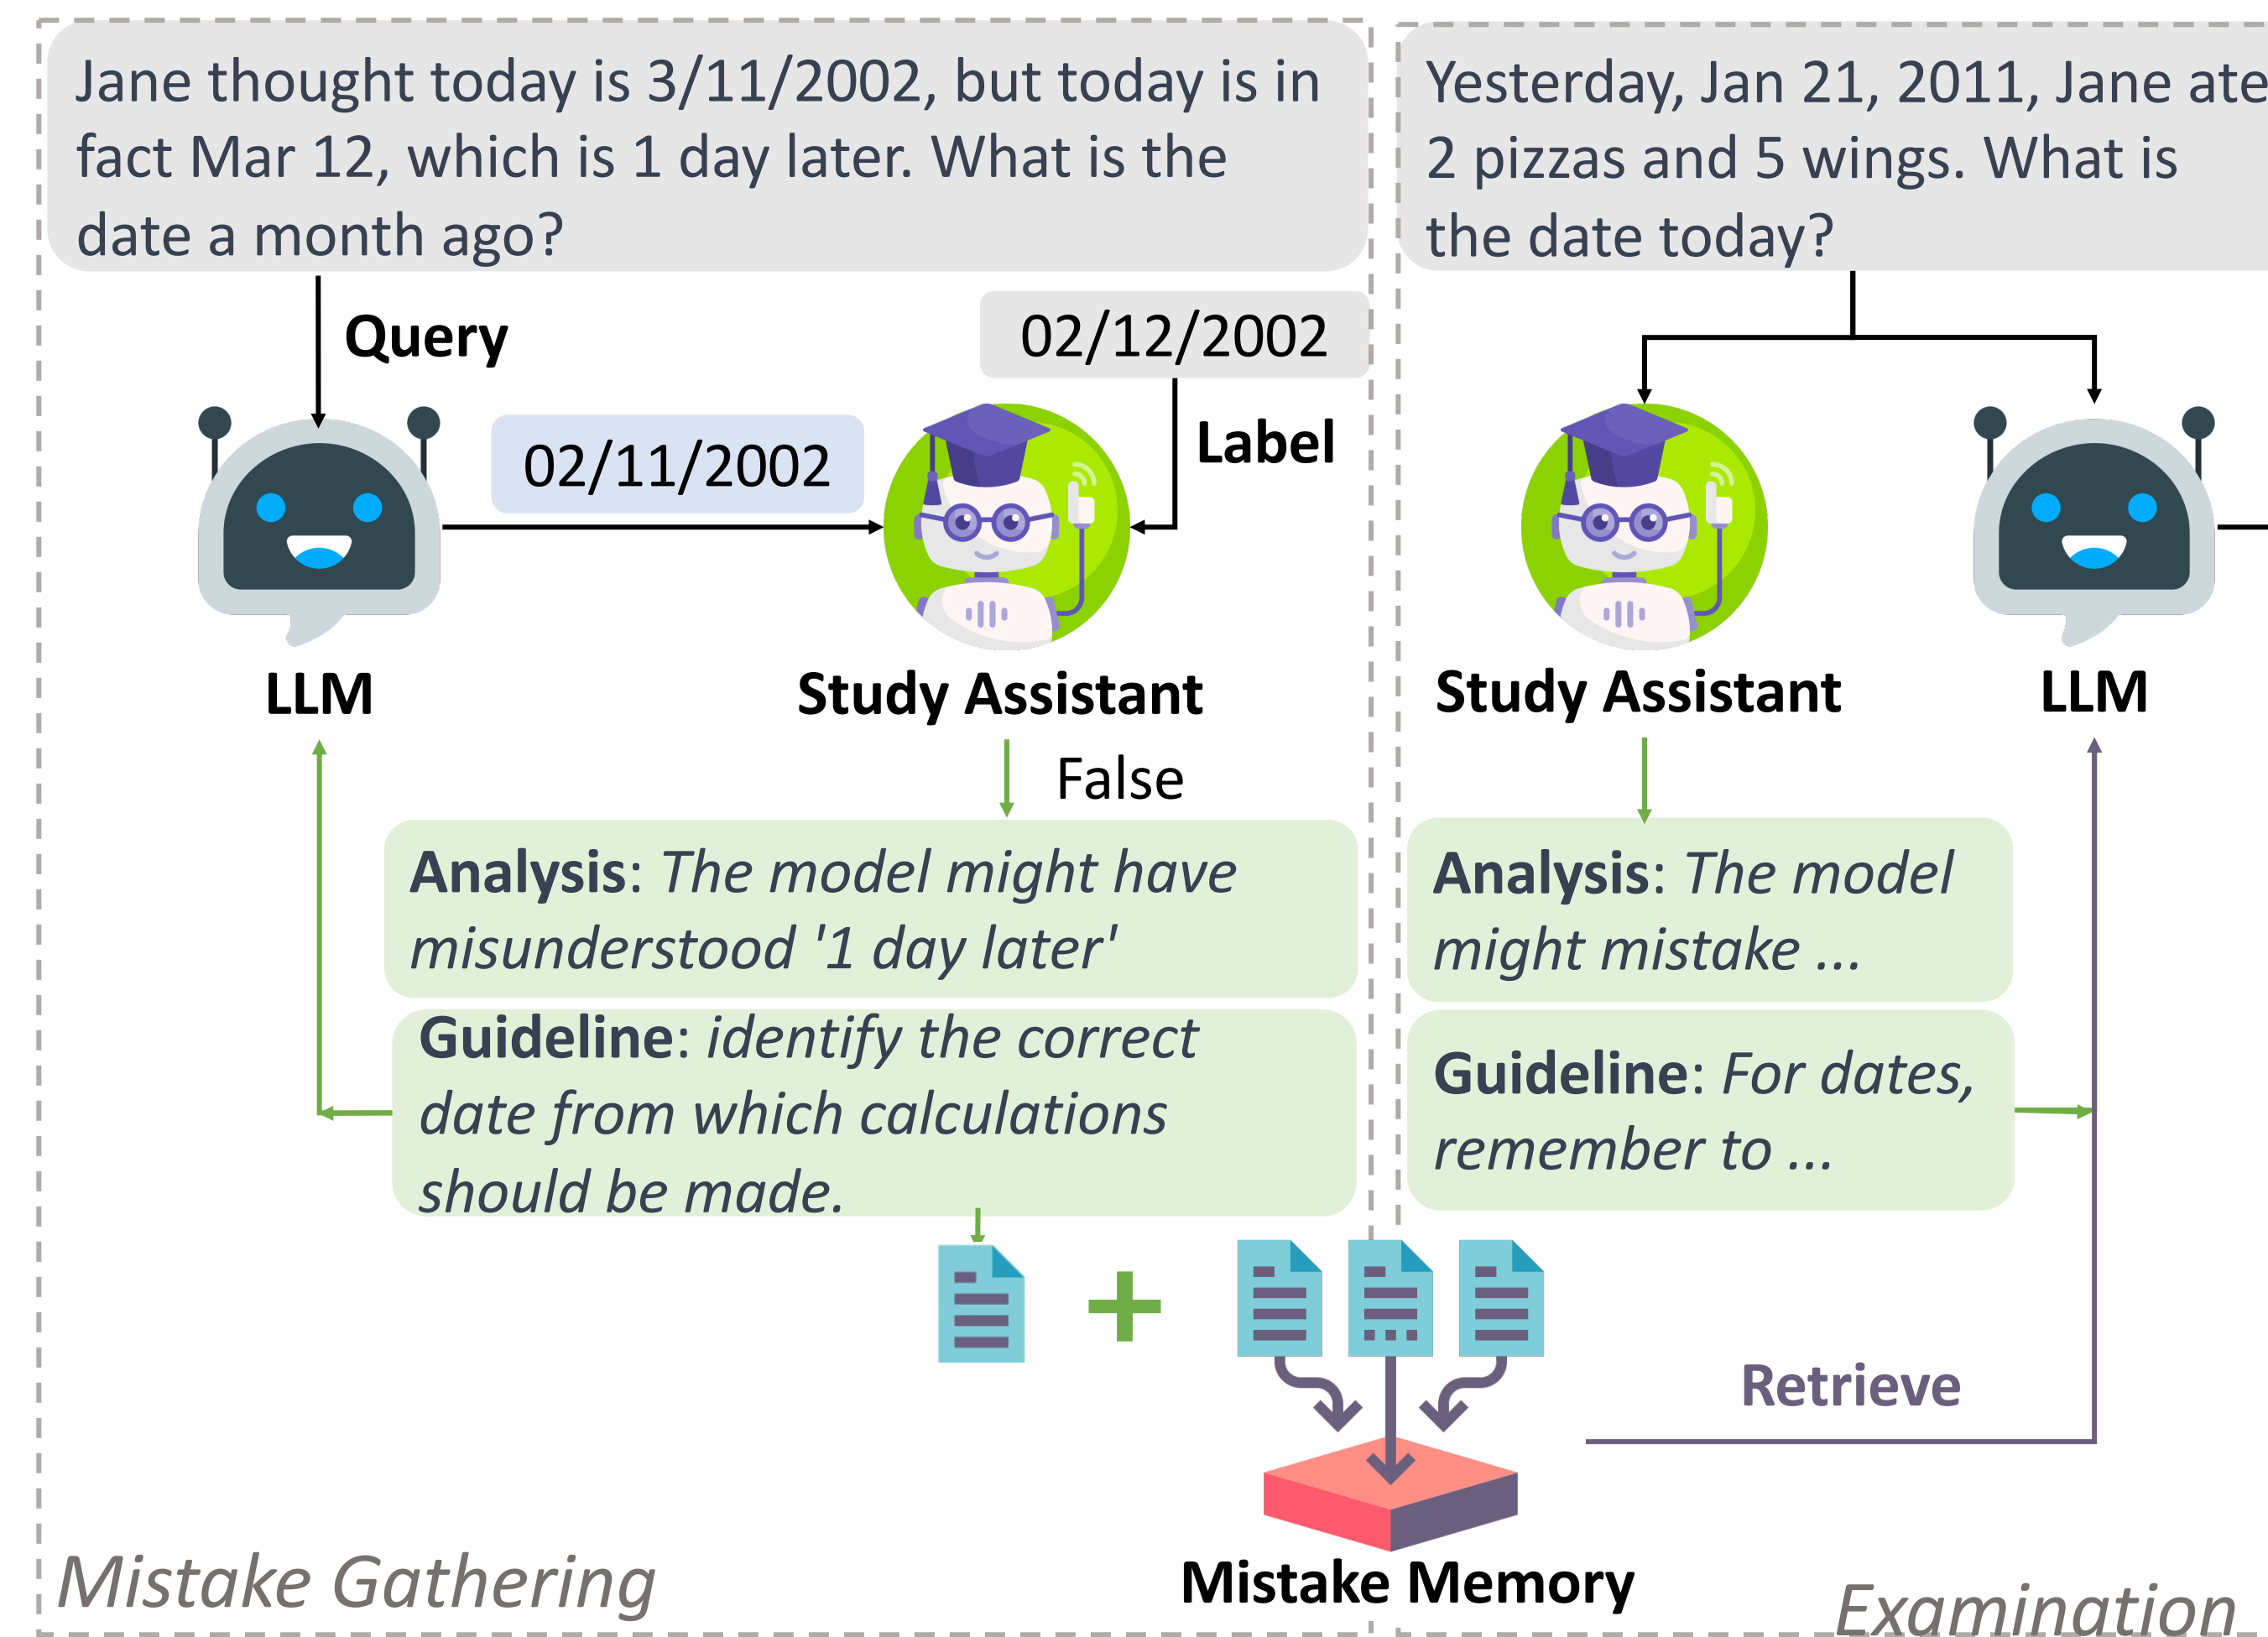 Jane thought today is 3/11/2002, but today is in
fact Mar 12, which is 1 day later. What is the
date a month ago?
Query
02/12/2002
Label
02/11/2002
LLM
Study Assistant
False
Analysis: The model might have
misunderstood '1 day later'
Guideline: identify the correct
date from which calculations
should be made.
Mistake Memory
Mistake Gathering
Yesterday, Jan 21, 2011, Jane ate
2 pizzas and 5 wings. What is
the date today?
Study Assistant
LLM
Analysis: The model
might mistake ...
Guideline: For dates,
remember to ...
Retrieve
Examination